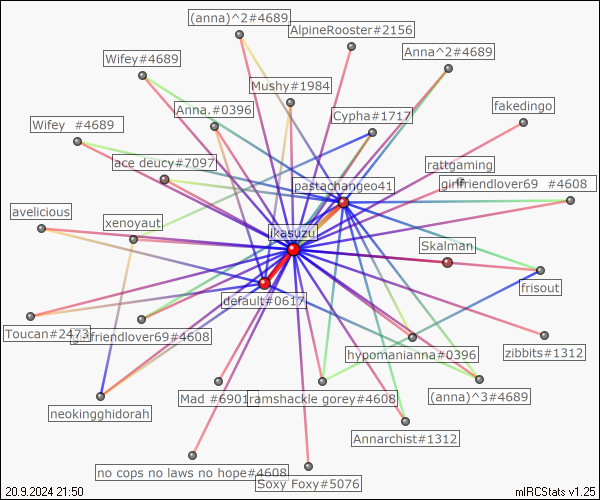 (anna)^2#4689
AlpineRooster#2156
Anna^2#4689
Wifey#4689
Mushy#1984
fakedingo
Anna.#0396
Cypha#1717
Wifey #4689
ace deucy#7097
rattgaming
pastachangeo41
girlfriendlover69 #4608
avelicious
xenoyaut
jkasuzu
Skalman
frisout
default#0617
Toucan#2473
girlfriendlover69#4608
hypomanianna#0396
zibbits#1312
Mad #6901
ramshackle gorey#4608
(anna)^3#4689
neokingghidorah
Annarchist#1312
no cops no laws no hope#4608
Soxy Foxy#5076
20.9.2024 21:50
mIRCStats v1.25